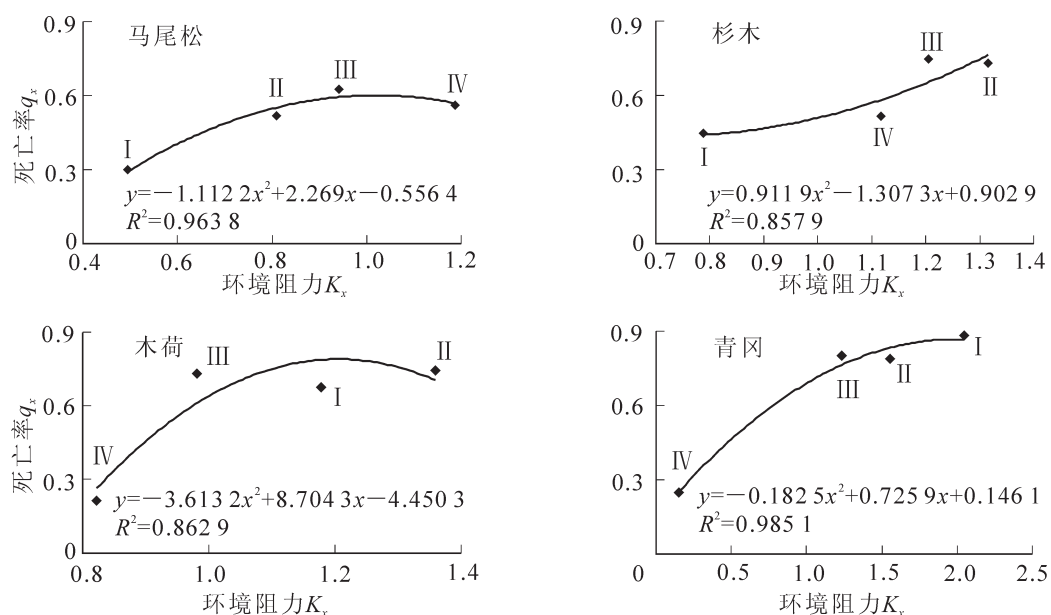 马尾松
死亡率qₓ
0.9
0.6
0.3
0
I
II
III
IV
y=−1.112 2x²+2.269x−0.556 4
R²=0.963 8
0.4 0.6 0.8 1.0 1.2
环境阻力Kₓ
杉木
0.9
0.6
0.3
0
I
IV
III
II
y=0.911 9x²−1.307 3x+0.902 9
R²=0.857 9
0.7 0.8 0.9 1.0 1.1 1.2 1.3 1.4
环境阻力Kₓ
木荷
死亡率qₓ
0.9
0.6
0.3
0
IV
III
I
II
y=−3.613 2x²+8.704 3x−4.450 3
R²=0.862 9
0.8 1.0 1.2 1.4
环境阻力Kₓ
青冈
0.9
0.6
0.3
0
IV
III
II
I
y=−0.182 5x²+0.725 9x+0.146 1
R²=0.985 1
0 0.5 1.0 1.5 2.0 2.5
环境阻力Kₓ